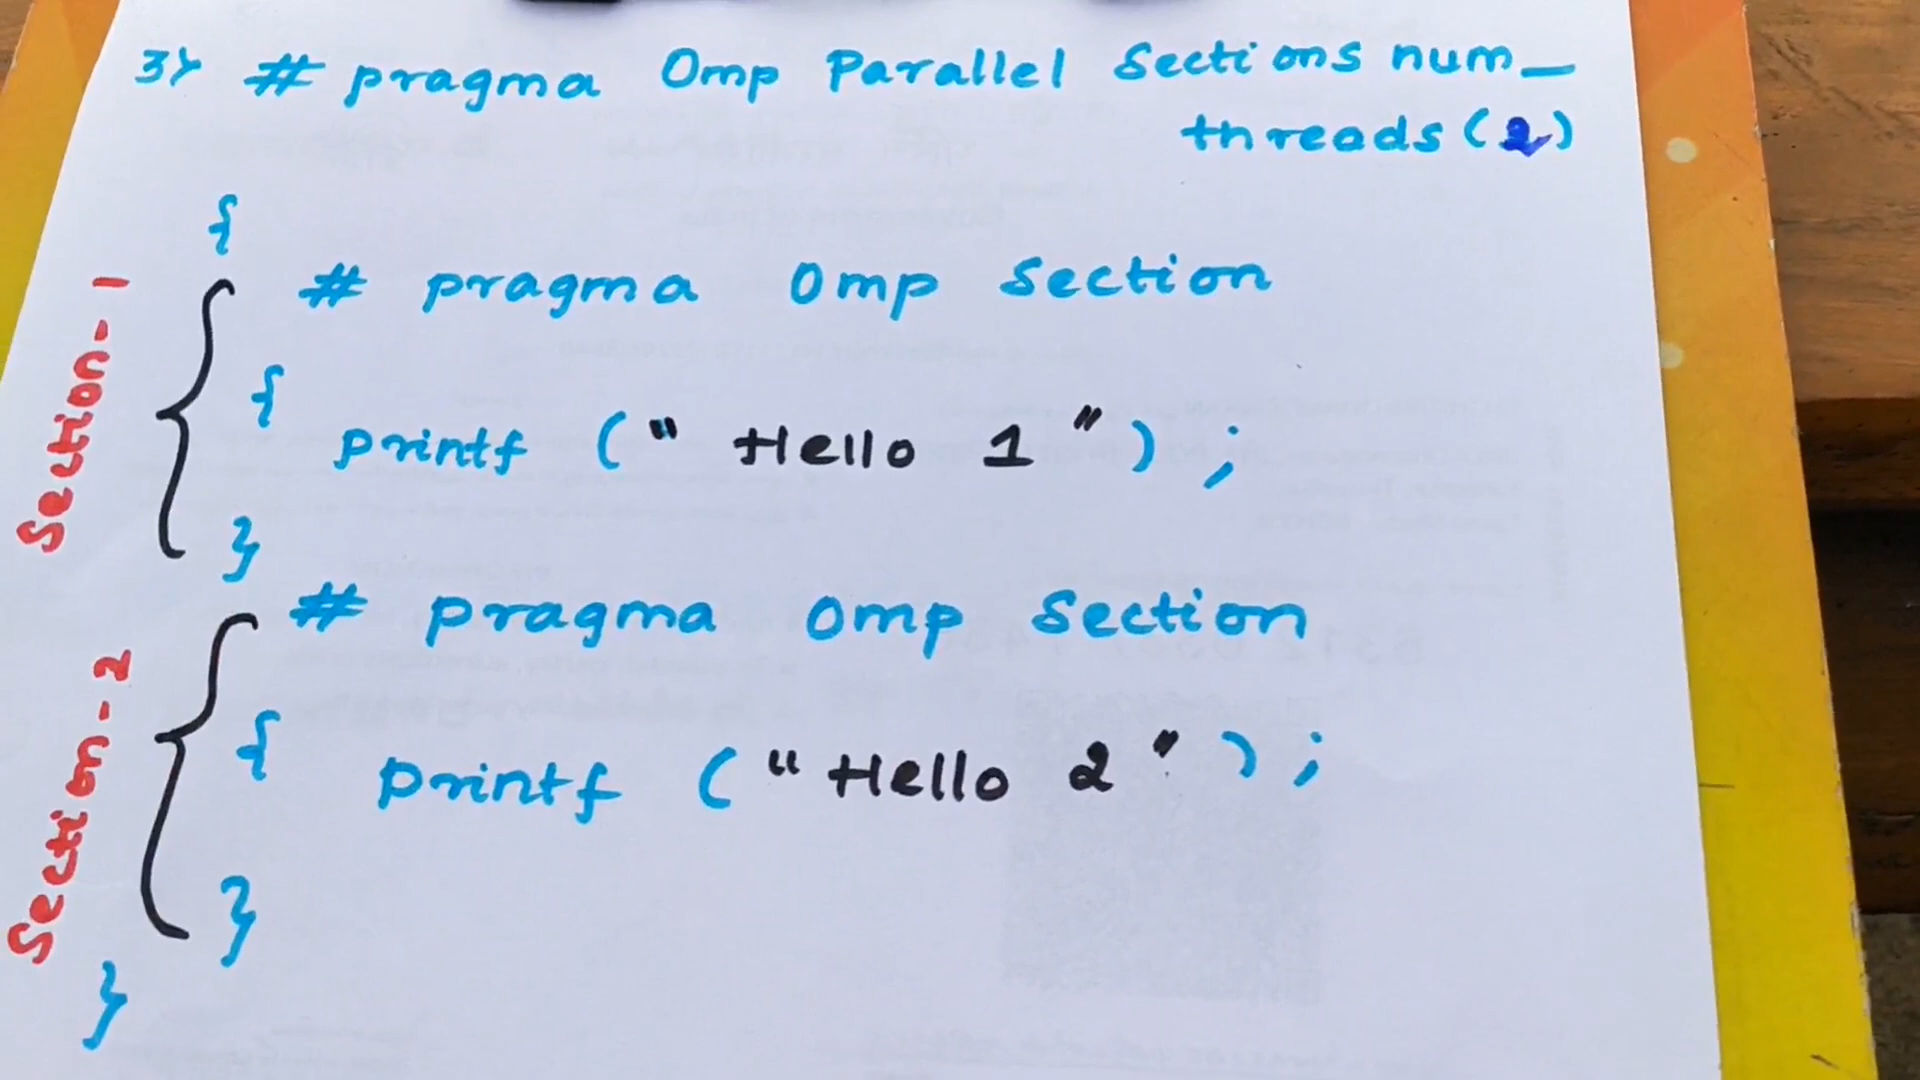 3> # pragma Omp Parallel Sections num_
threads (2)
{
Section-1
# pragma Omp Section
{
printf (" Hello 1 ") ;
}
Section-2
# pragma Omp Section
{
printf ("Hello 2 ") ;
}
}